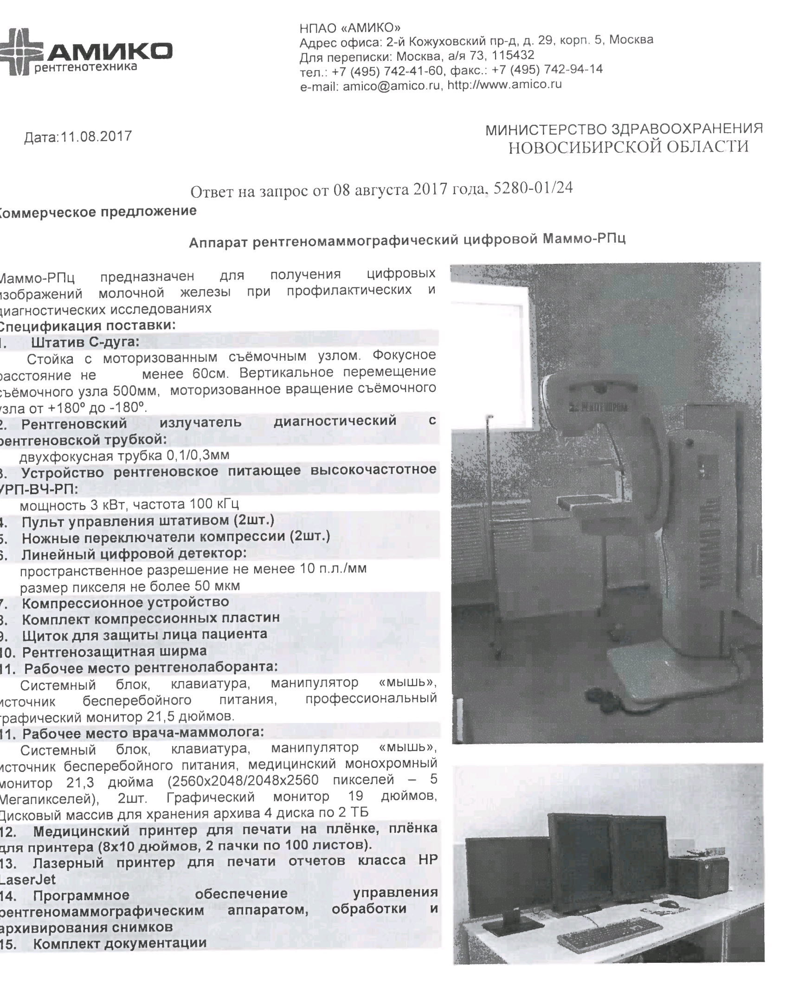 АМИКО
рентгенотехника
НПАО «АМИКО»
Адрес офиса: 2-й Кожуховский пр-д, д. 29, корп. 5, Москва
Для переписки: Москва, а/я 73, 115432
тел.: +7 (495) 742-41-60, факс.: +7 (495) 742-94-14
e-mail: amico@amico.ru, http://www.amico.ru
Дата:11.08.2017
МИНИСТЕРСТВО ЗДРАВООХРАНЕНИЯ
НОВОСИБИРСКОЙ ОБЛАСТИ
Ответ на запрос от 08 августа 2017 года, 5280-01/24
Коммерческое предложение
Аппарат рентгеномаммографический цифровой Маммо-РПц
Маммо-РПц предназначен для получения цифровых
изображений молочной железы при профилактических и
диагностических исследованиях
Спецификация поставки:
1. Штатив С-дуга:
Стойка с моторизованным съёмочным узлом. Фокусное
расстояние не менее 60см. Вертикальное перемещение
съёмочного узла 500мм, моторизованное вращение съёмочного
узла от +180º до -180º.
2. Рентгеновский излучатель диагностический с
рентгеновской трубкой:
двухфокусная трубка 0,1/0,3мм
3. Устройство рентгеновское питающее высокочастотное
УРП-ВЧ-РП:
мощность 3 кВт, частота 100 кГц
4. Пульт управления штативом (2шт.)
5. Ножные переключатели компрессии (2шт.)
6. Линейный цифровой детектор:
пространственное разрешение не менее 10 п.л./мм
размер пикселя не более 50 мкм
7. Компрессионное устройство
8. Комплект компрессионных пластин
9. Щиток для защиты лица пациента
10. Рентгенозащитная ширма
11. Рабочее место рентгенолаборанта:
Системный блок, клавиатура, манипулятор «мышь»,
источник бесперебойного питания, профессиональный
графический монитор 21,5 дюймов.
11. Рабочее место врача-маммолога:
Системный блок, клавиатура, манипулятор «мышь»,
источник бесперебойного питания, медицинский монохромный
монитор 21,3 дюйма (2560х2048/2048х2560 пикселей – 5
Мегапикселей), 2шт. Графический монитор 19 дюймов,
Дисковый массив для хранения архива 4 диска по 2 ТБ
12. Медицинский принтер для печати на плёнке, плёнка
для принтера (8х10 дюймов, 2 пачки по 100 листов).
13. Лазерный принтер для печати отчетов класса HP
LaserJet
14. Программное обеспечение управления
рентгеномаммографическим аппаратом, обработки и
архивирования снимков
15. Комплект документации
РЕНТГЕНПРОМ
МАММО-РПц